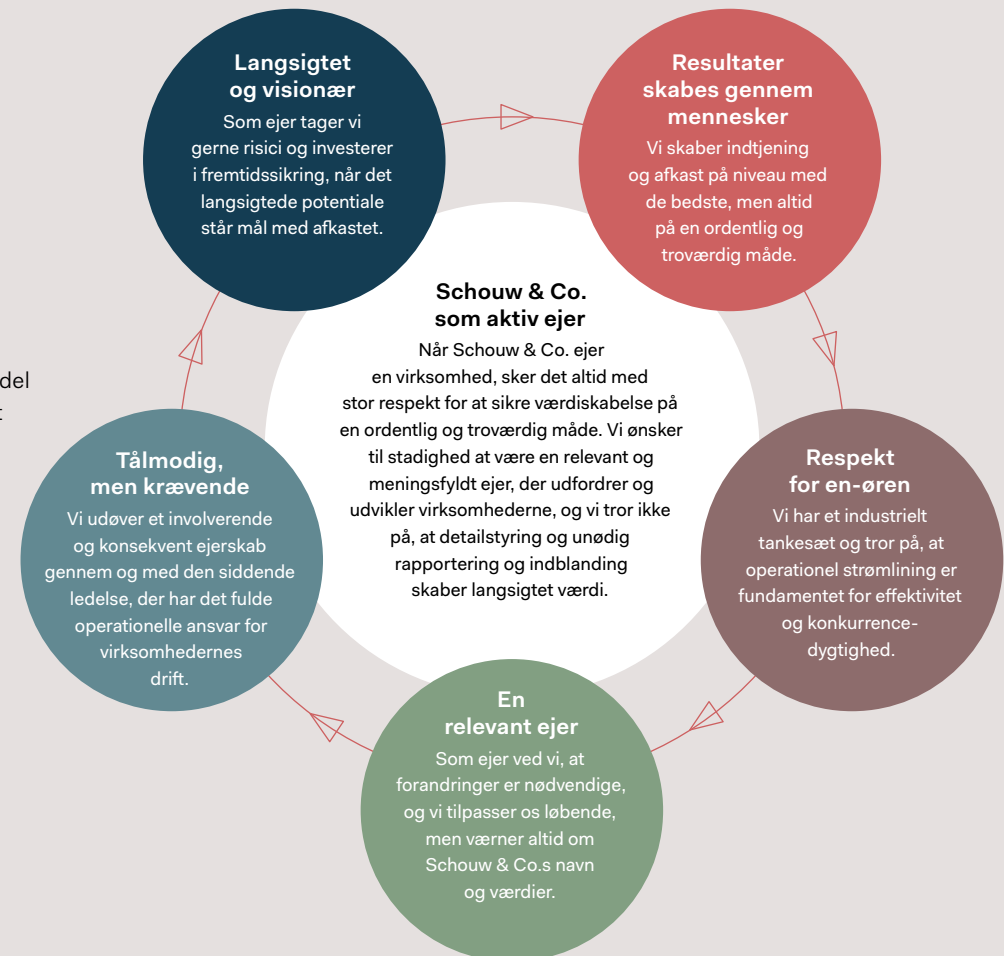 Langsigtet
og visionær
Som ejer tager vi
gerne risici og investerer
i fremtidssikring, når det
langsigtede potentiale
står mål med afkastet.
Resultater
skabes gennem
mennesker
Vi skaber indtjening
og afkast på niveau med
de bedste, men altid
på en ordentlig og
troværdig måde.
Schouw & Co.
som aktiv ejer
Når Schouw & Co. ejer
en virksomhed, sker det altid med
stor respekt for at sikre værdiskabelse på
en ordentlig og troværdig måde. Vi ønsker
til stadighed at være en relevant og
meningsfyldt ejer, der udfordrer og
udvikler virksomhederne, og vi tror ikke
på, at detailstyring og unødig
rapportering og indblanding
skaber langsigtet værdi.
del
t
Tålmodig,
men krævende
Vi udøver et involverende
og konsekvent ejerskab
gennem og med den siddende
ledelse, der har det fulde
operationelle ansvar for
virksomhedernes
drift.
Respekt
for en-øren
Vi har et industrielt
tankesæt og tror på, at
operationel strømlining er
fundamentet for effektivitet
og konkurrence-
dygtighed.
En
relevant ejer
Som ejer ved vi, at
forandringer er nødvendige,
og vi tilpasser os løbende,
men værner altid om
Schouw & Co.s navn
og værdier.